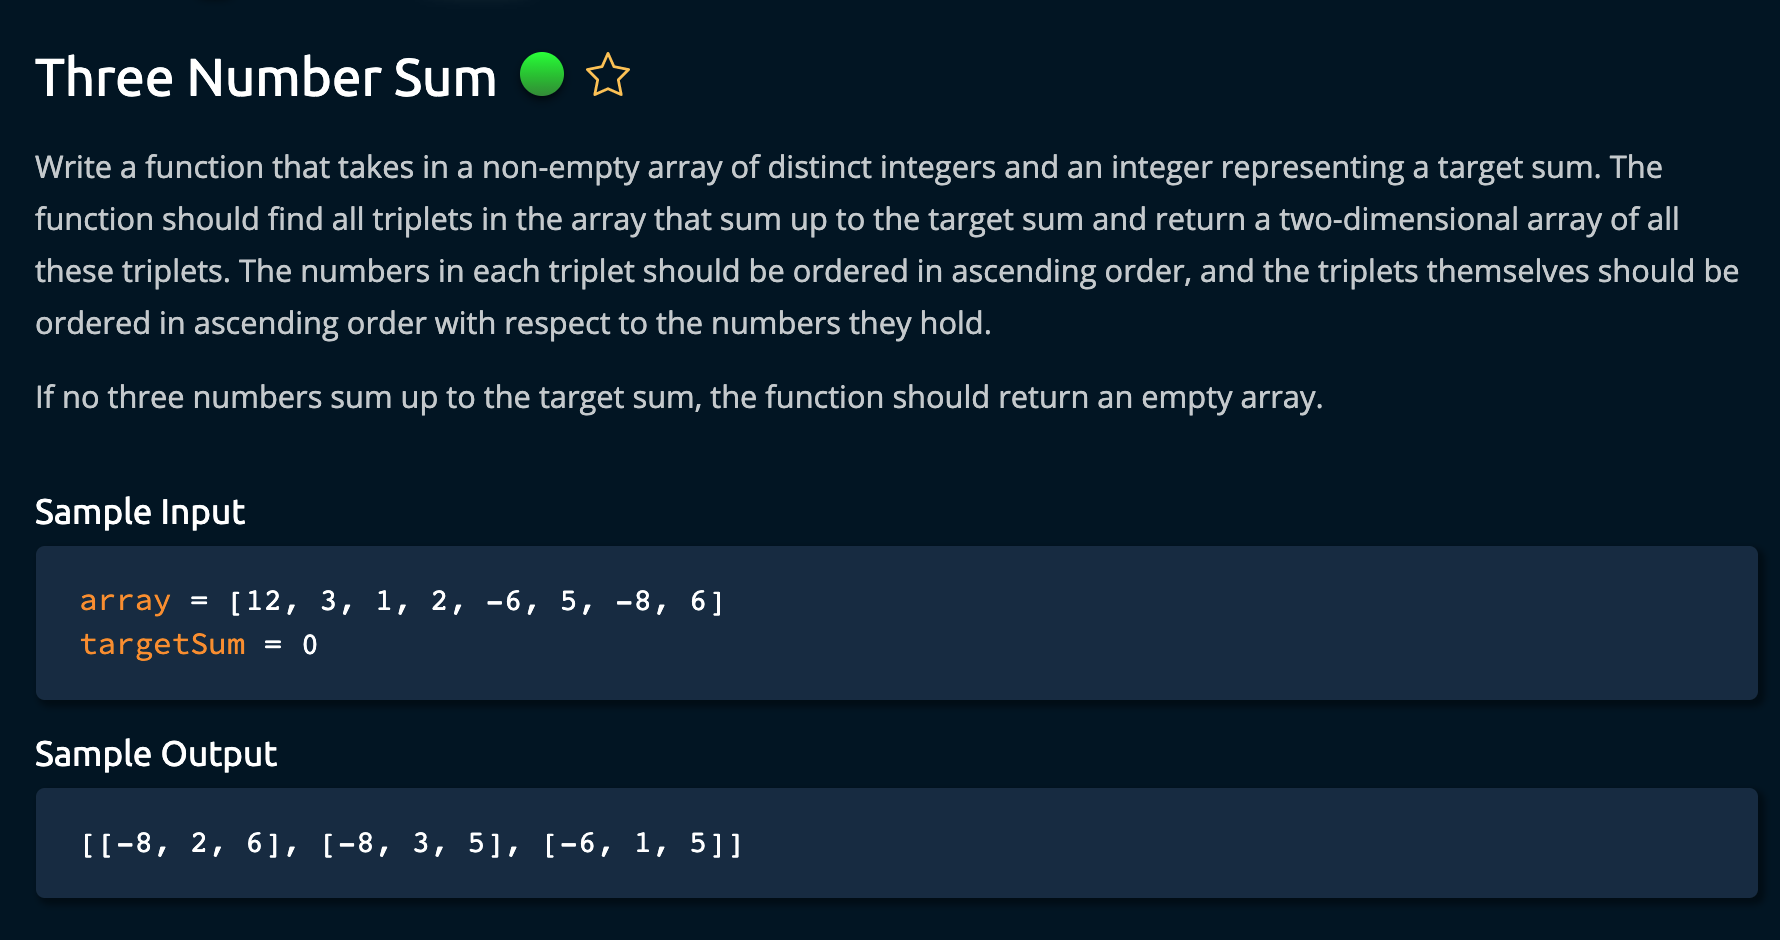 Three Number Sum
Write a function that takes in a non-empty array of distinct integers and an integer representing a target sum. The
function should find all triplets in the array that sum up to the target sum and return a two-dimensional array of all
these triplets. The numbers in each triplet should be ordered in ascending order, and the triplets themselves should be
ordered in ascending order with respect to the numbers they hold.
If no three numbers sum up to the target sum, the function should return an empty array.
Sample Input
array = [12, 3, 1, 2, -6, 5, -8, 6]
targetSum = 0
Sample Output
[[-8, 2, 6], [-8, 3, 5], [-6, 1, 5]]